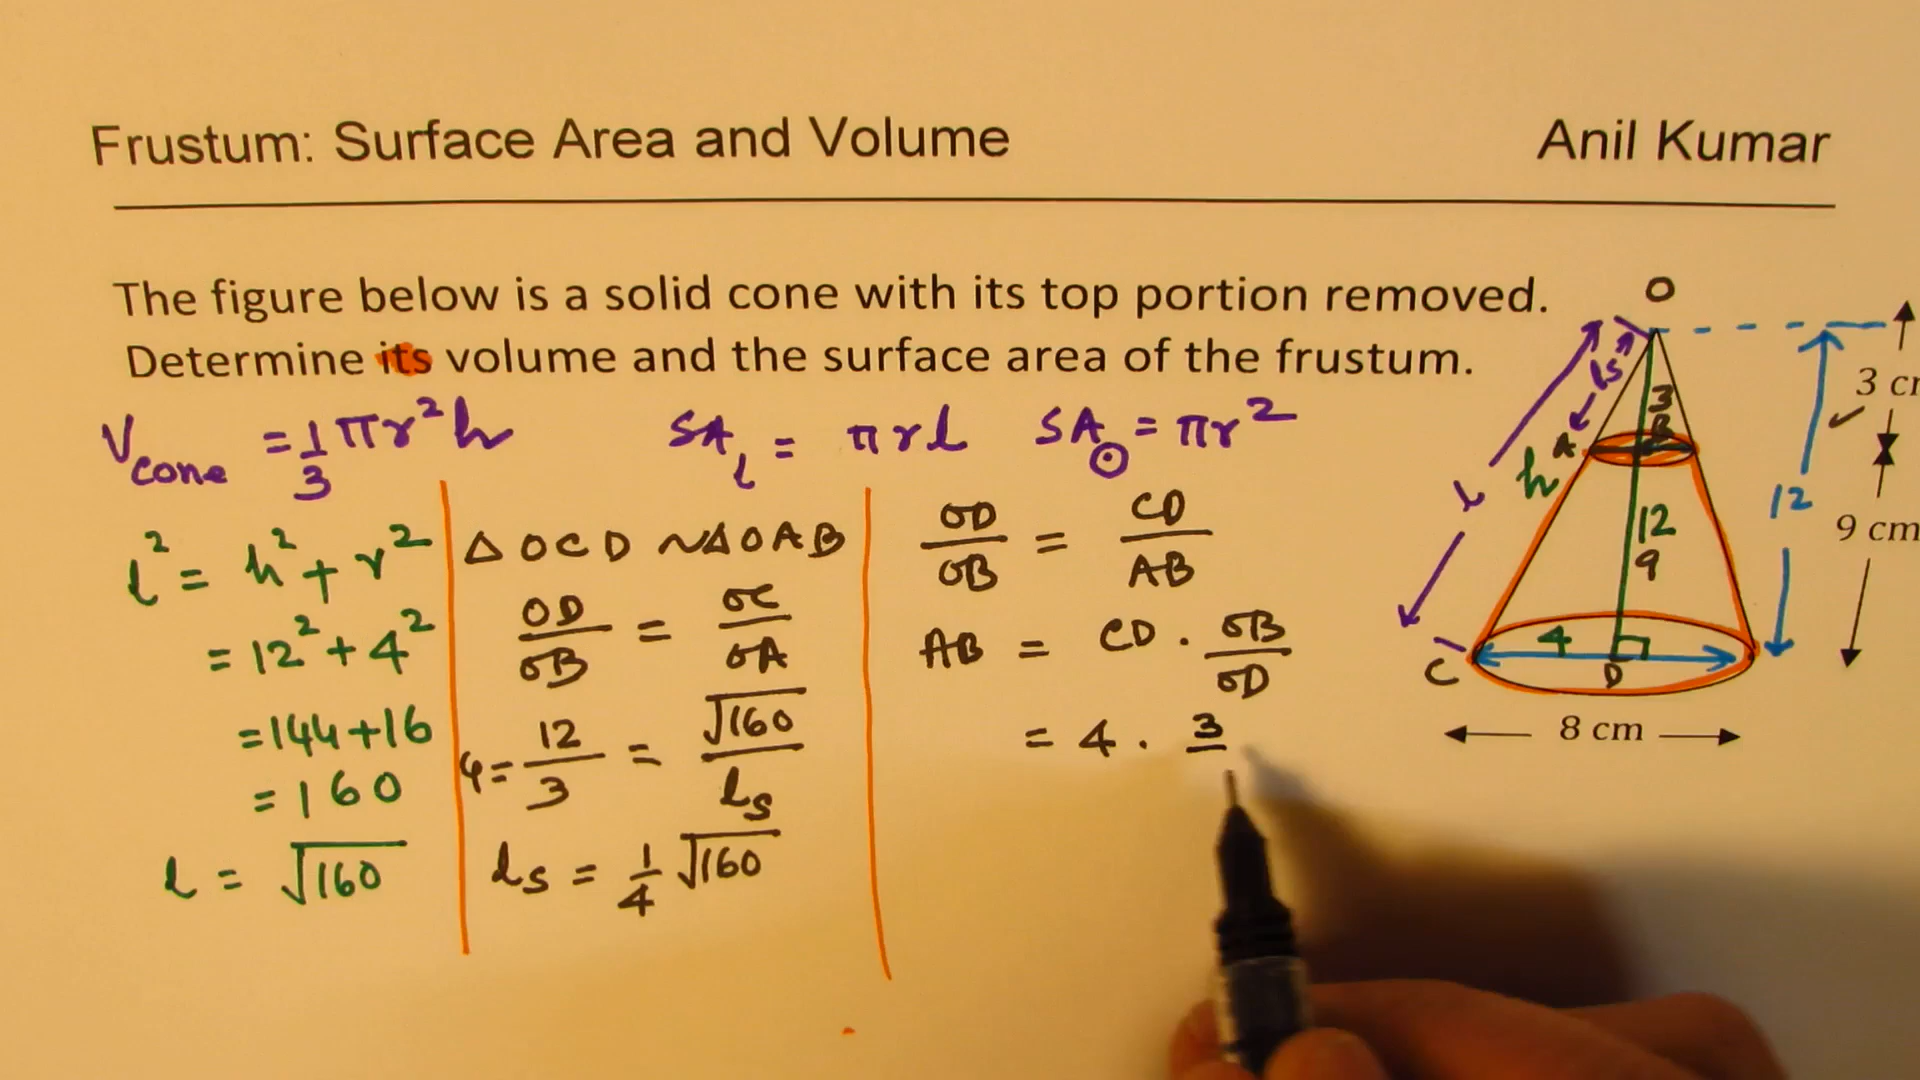 Frustum: Surface Area and Volume
Anil Kumar
The figure below is a solid cone with its top portion removed.
Determine its volume and the surface area of the frustum.
V cone = 1/3 πr²h
SA_l = πrl
SA_⊙ = πr²
l² = h² + r²
= 12² + 4²
= 144 + 16
= 160
l = √160
△OCD ~ △OAB
OD/OB = OC/OA
4 = 12/3 = √160/ls
ls = 1/4 √160
OD/OB = CD/AB
AB = CD · OB/OD
= 4 · 3
O
ls
l
h
A
3
B
12
9
4
C
D
12
3 cm
9 cm
8 cm